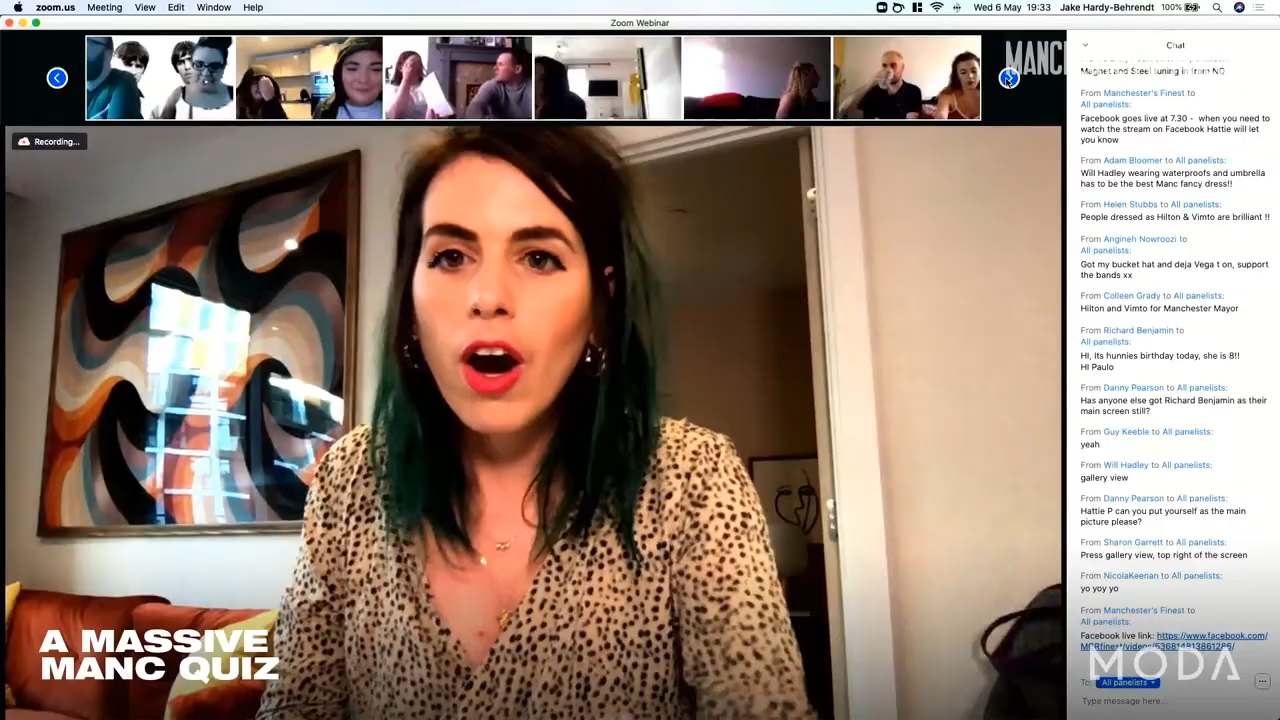 zoom.us Meeting View Edit Window Help
Wed 6 May 19:33 Jake Hardy-Behrendt 100%
Zoom Webinar
MANCH
Recording...
A MASSIVE
MANC QUIZ
Chat
Magnet and Steel tuning in from NQ
From Manchester's Finest to
All panelists:
Facebook goes live at 7.30 - when you need to
watch the stream on Facebook Hattie will let
you know
From Adam Bloomer to All panelists:
Will Hadley wearing waterproofs and umbrella
has to be the best Manc fancy dress!!
From Helen Stubbs to All panelists:
People dressed as Hilton & Vimto are brilliant !!
From Angineh Nowroozi to
All panelists:
Got my bucket hat and deja Vega t on, support
the bands xx
From Colleen Grady to All panelists:
Hilton and Vimto for Manchester Mayor
From Richard Benjamin to
All panelists:
HI, Its hunnies birthday today, she is 8!!
HI Paulo
From Danny Pearson to All panelists:
Has anyone else got Richard Benjamin as their
main screen still?
From Guy Keeble to All panelists:
yeah
From Will Hadley to All panelists:
gallery view
From Danny Pearson to All panelists:
Hattie P can you put yourself as the main
picture please?
From Sharon Garrett to All panelists:
Press gallery view, top right of the screen
From NicolaKeenan to All panelists:
yo yoy yo
From Manchester's Finest to
All panelists:
Facebook live link: https://www.facebook.com/
MODA
To: All panelists
Type message here...